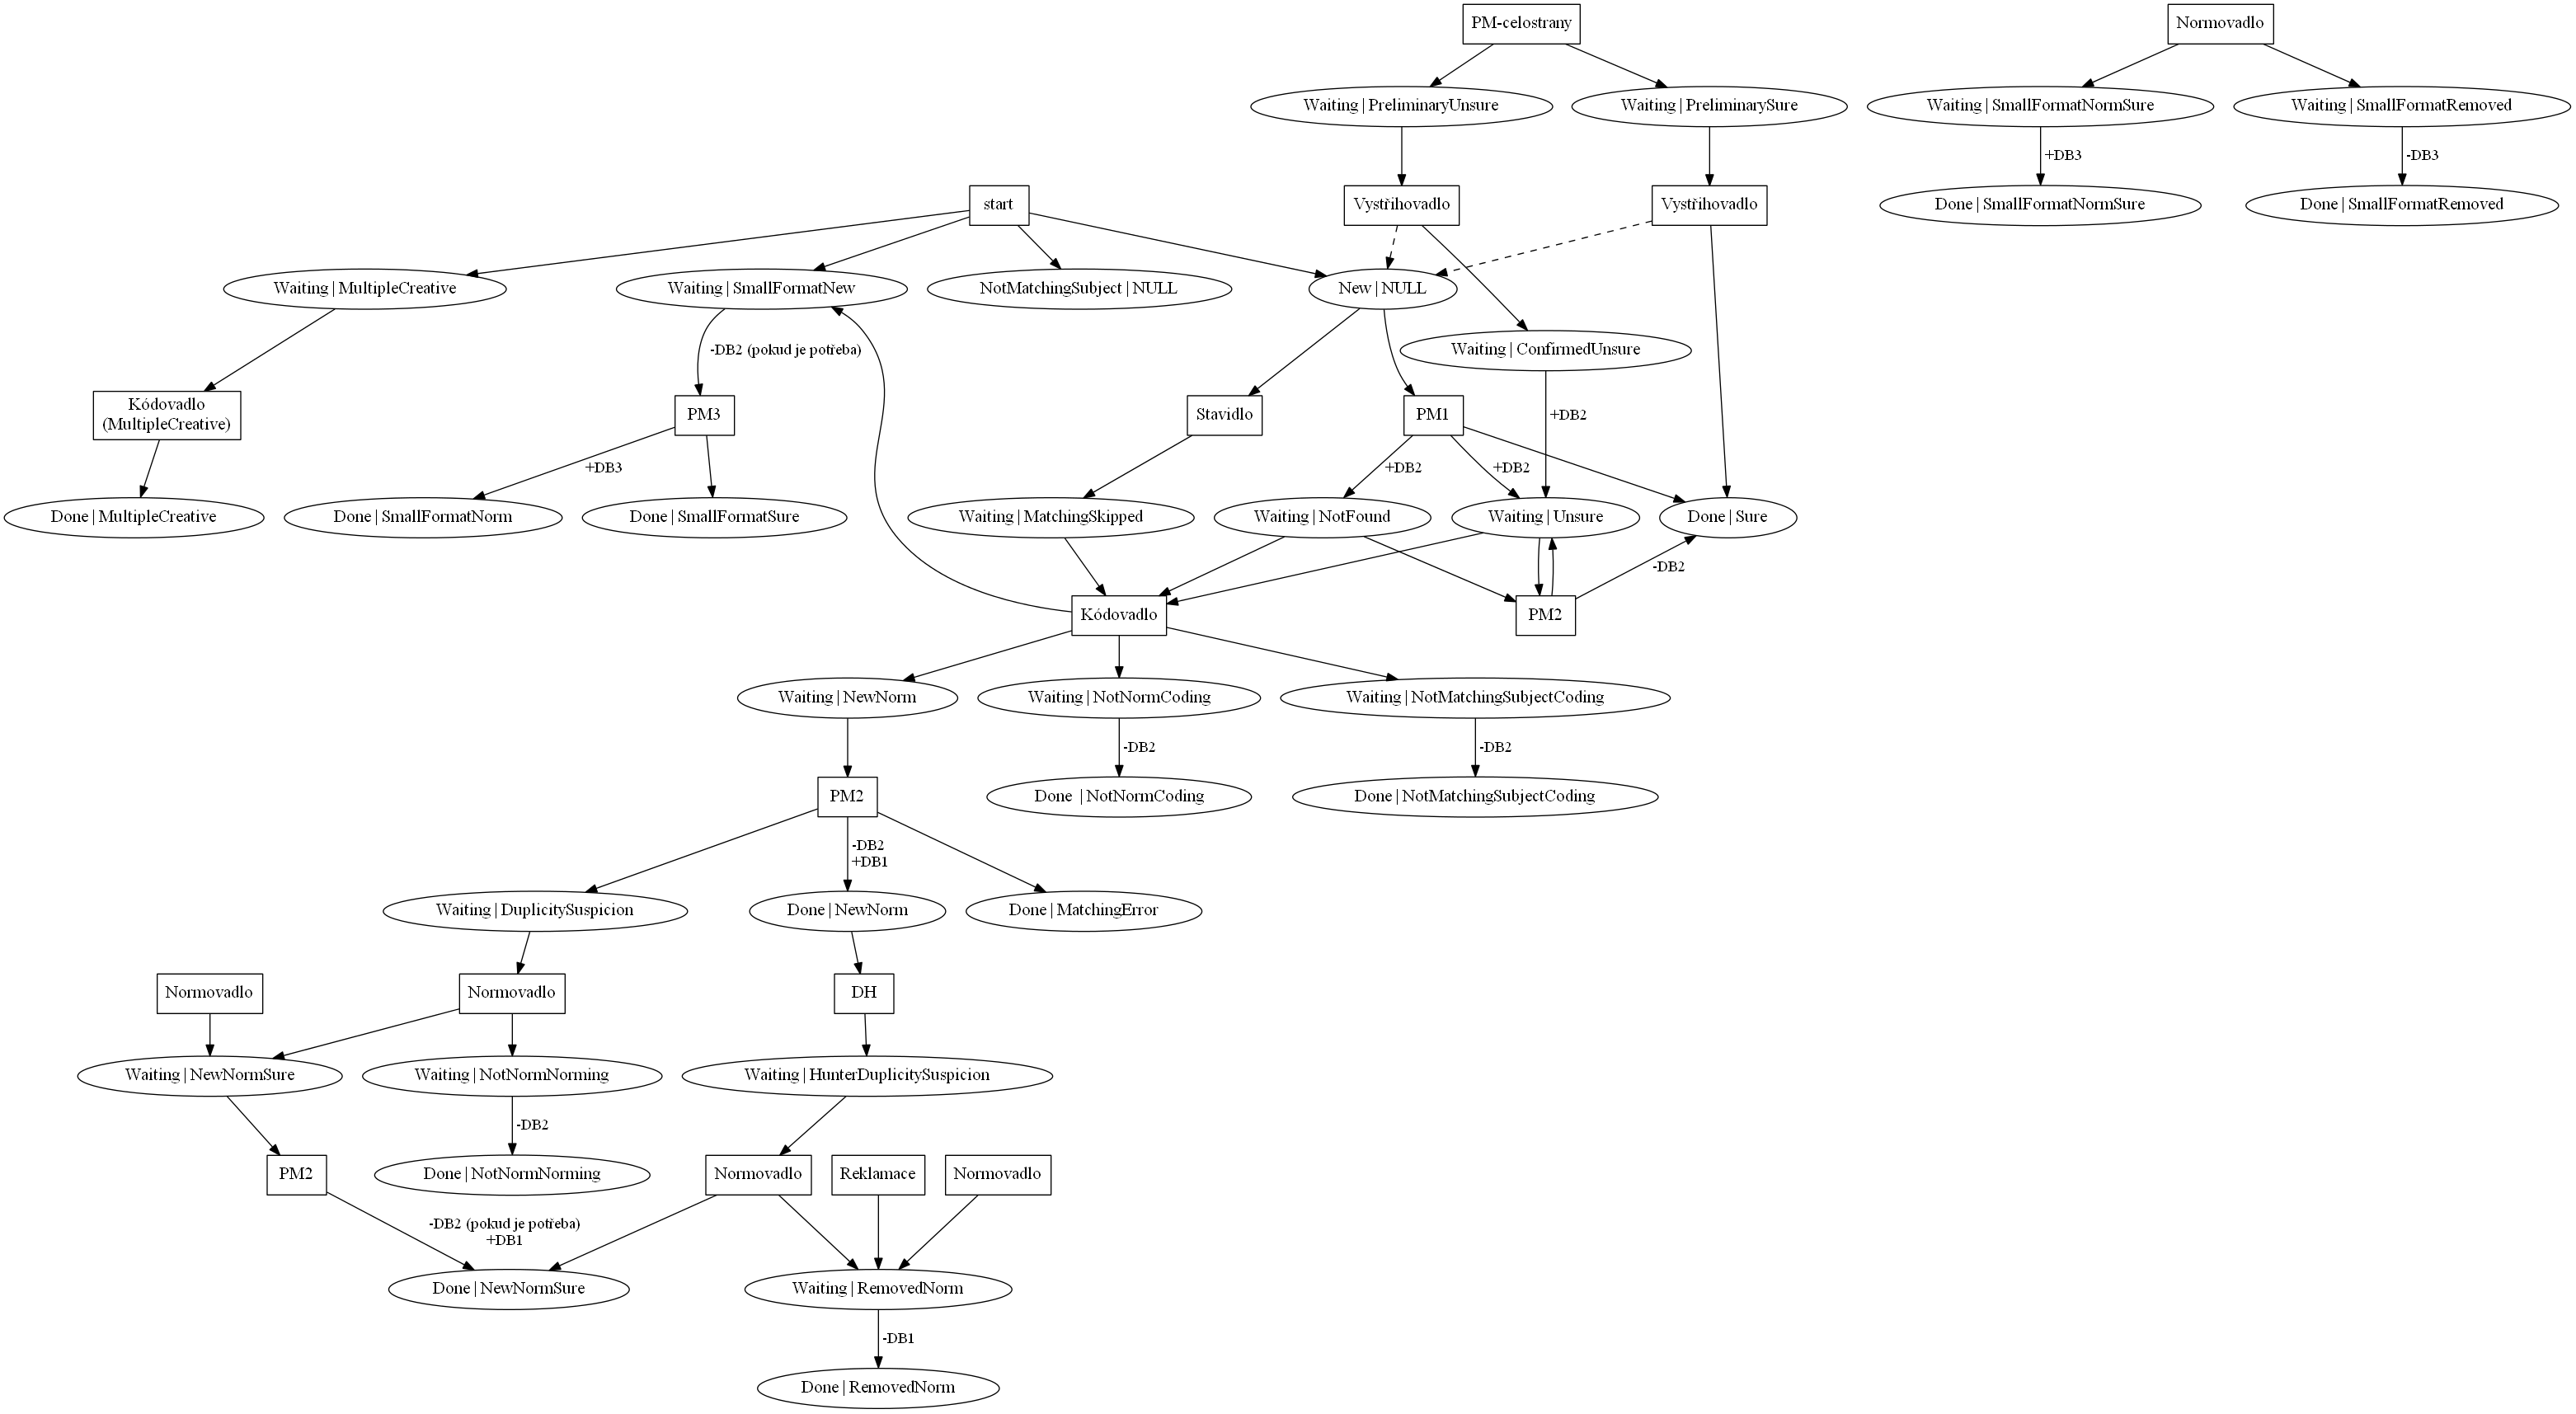 PM-celostrany
Normovadlo
Waiting | PreliminaryUnsure
Waiting | PreliminarySure
Waiting | SmallFormatNormSure
Waiting | SmallFormatRemoved
+DB3
-DB3
start
Vystřihovadlo
Vystřihovadlo
Done | SmallFormatNormSure
Done | SmallFormatRemoved
Waiting | MultipleCreative
Waiting | SmallFormatNew
NotMatchingSubject | NULL
New | NULL
-DB2 (pokud je potřeba)
Waiting | ConfirmedUnsure
Kódovadlo
(MultipleCreative)
PM3
Stavidlo
PM1
+DB2
+DB3
+DB2
+DB2
Done | MultipleCreative
Done | SmallFormatNorm
Done | SmallFormatSure
Waiting | MatchingSkipped
Waiting | NotFound
Waiting | Unsure
Done | Sure
-DB2
Kódovadlo
PM2
Waiting | NewNorm
Waiting | NotNormCoding
Waiting | NotMatchingSubjectCoding
-DB2
-DB2
PM2
Done | NotNormCoding
Done | NotMatchingSubjectCoding
-DB2
+DB1
Waiting | DuplicitySuspicion
Done | NewNorm
Done | MatchingError
Normovadlo
Normovadlo
DH
Waiting | NewNormSure
Waiting | NotNormNorming
Waiting | HunterDuplicitySuspicion
-DB2
PM2
Done | NotNormNorming
Normovadlo
Reklamace
Normovadlo
-DB2 (pokud je potřeba)
+DB1
Done | NewNormSure
Waiting | RemovedNorm
-DB1
Done | RemovedNorm